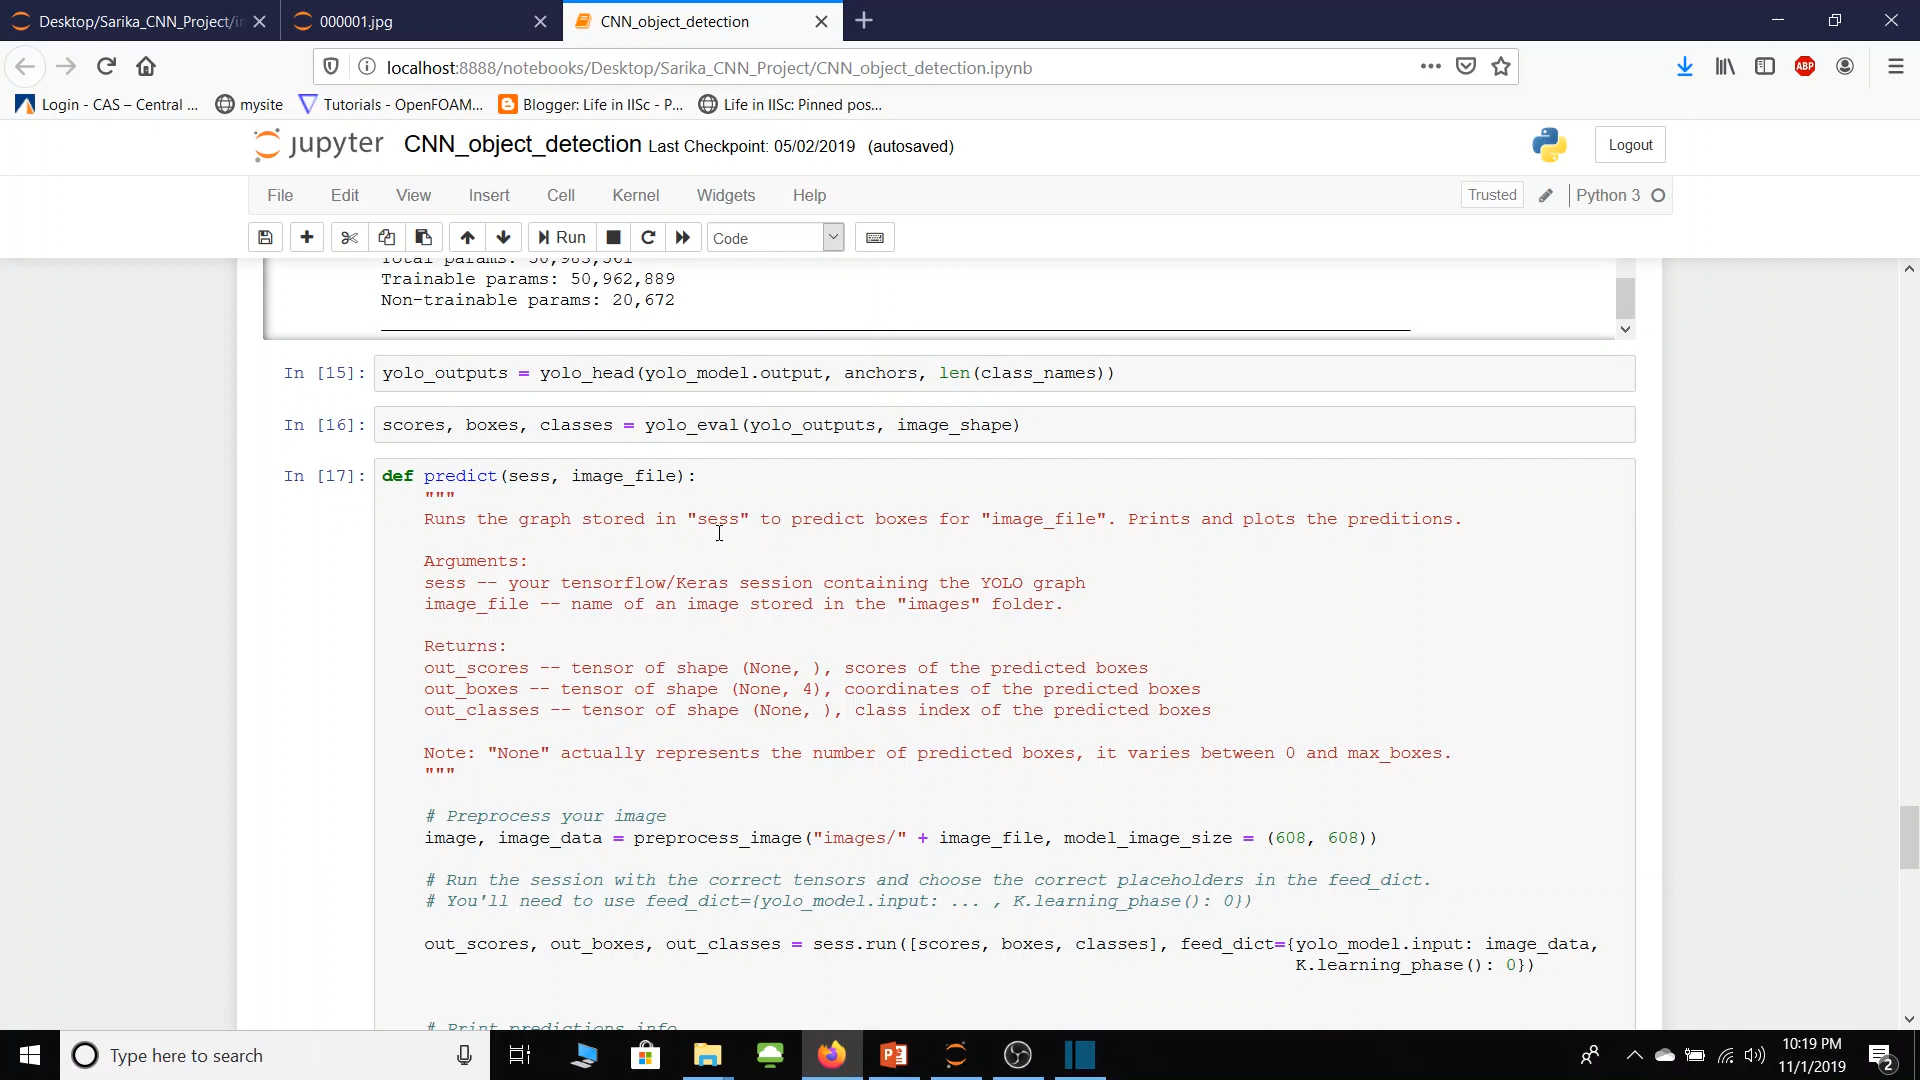 Desktop/Sarika_CNN_Project/in
000001.jpg
CNN_object_detection
localhost:8888/notebooks/Desktop/Sarika_CNN_Project/CNN_object_detection.ipynb
Login - CAS – Central ...
mysite
Tutorials - OpenFOAM...
Blogger: Life in IISc - P...
Life in IISc: Pinned pos...
ABP
jupyter CNN_object_detection Last Checkpoint: 05/02/2019 (autosaved)
Logout
File Edit View Insert Cell Kernel Widgets Help
Trusted
Python 3
Run
Code
Total params: 50,983,561
Trainable params: 50,962,889
Non-trainable params: 20,672
In [15]: yolo_outputs = yolo_head(yolo_model.output, anchors, len(class_names))
In [16]: scores, boxes, classes = yolo_eval(yolo_outputs, image_shape)
In [17]: def predict(sess, image_file):
"""
Runs the graph stored in "sess" to predict boxes for "image_file". Prints and plots the preditions.
Arguments:
sess -- your tensorflow/Keras session containing the YOLO graph
image_file -- name of an image stored in the "images" folder.
Returns:
out_scores -- tensor of shape (None, ), scores of the predicted boxes
out_boxes -- tensor of shape (None, 4), coordinates of the predicted boxes
out_classes -- tensor of shape (None, ), class index of the predicted boxes
Note: "None" actually represents the number of predicted boxes, it varies between 0 and max_boxes.
"""
# Preprocess your image
image, image_data = preprocess_image("images/" + image_file, model_image_size = (608, 608))
# Run the session with the correct tensors and choose the correct placeholders in the feed_dict.
# You'll need to use feed_dict={yolo_model.input: ... , K.learning_phase(): 0})
out_scores, out_boxes, out_classes = sess.run([scores, boxes, classes], feed_dict={yolo_model.input: image_data,
K.learning_phase(): 0})
# Print predictions info
Type here to search
10:19 PM
11/1/2019
2